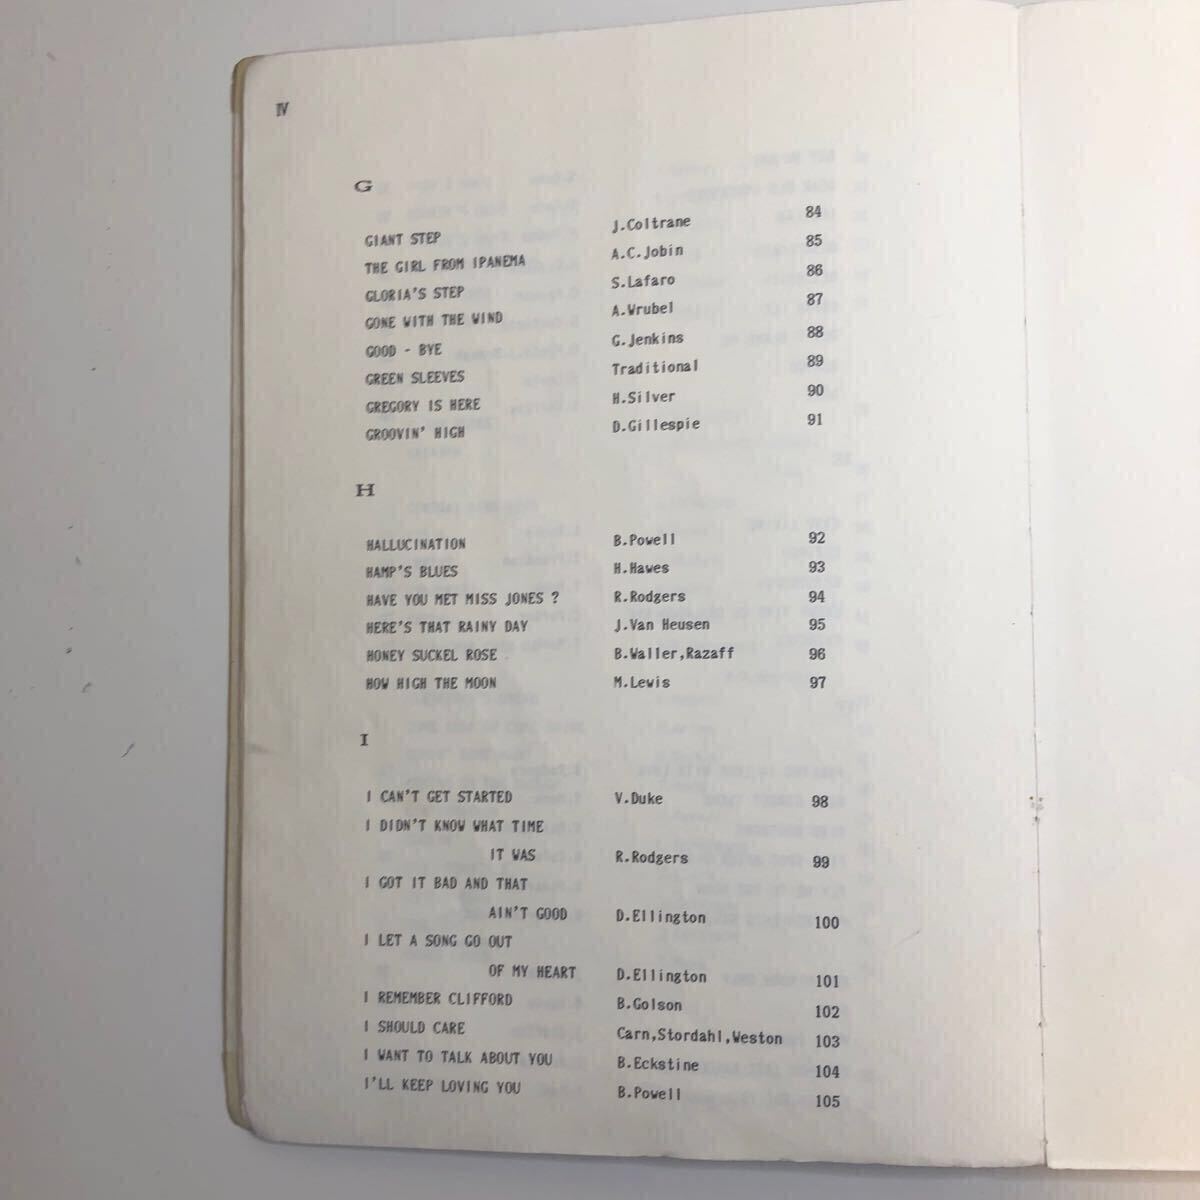 IV
G
GIANT STEP J.Coltrane 84
THE GIRL FROM IPANEMA A.C.Jobin 85
GLORIA'S STEP S.Lafaro 86
GONE WITH THE WIND A.Wrubel 87
GOOD - BYE G.Jenkins 88
GREEN SLEEVES Traditional 89
GREGORY IS HERE H.Silver 90
GROOVIN' HIGH D.Gillespie 91
H
HALLUCINATION B.Powell 92
HAMP'S BLUES H.Hawes 93
HAVE YOU MET MISS JONES ? R.Rodgers 94
HERE'S THAT RAINY DAY J.Van Heusen 95
HONEY SUCKEL ROSE B.Waller,Razaff 96
HOW HIGH THE MOON M.Lewis 97
I
I CAN'T GET STARTED V.Duke 98
I DIDN'T KNOW WHAT TIME
IT WAS R.Rodgers 99
I GOT IT BAD AND THAT
AIN'T GOOD D.Ellington 100
I LET A SONG GO OUT
OF MY HEART D.Ellington 101
I REMEMBER CLIFFORD B.Golson 102
I SHOULD CARE Carn,Stordahl,Weston 103
I WANT TO TALK ABOUT YOU B.Eckstine 104
I'LL KEEP LOVING YOU B.Powell 105